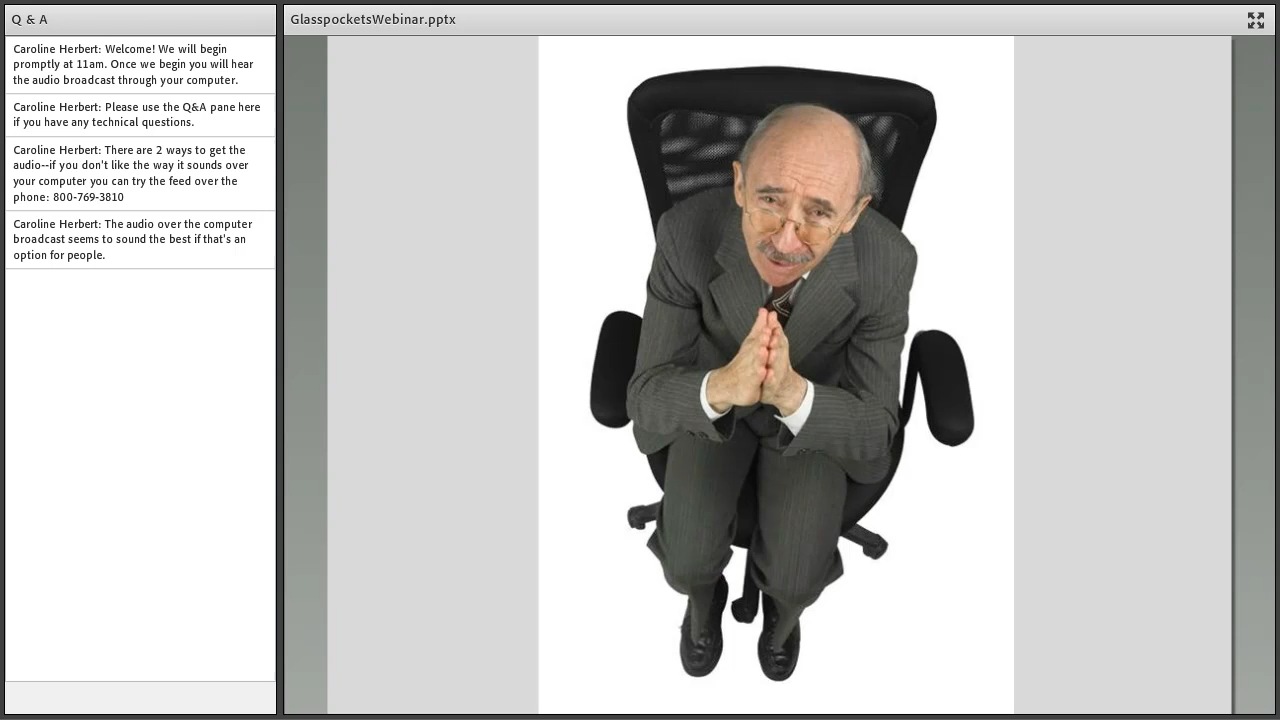 Q & A
Caroline Herbert: Welcome! We will begin
promptly at 11am. Once we begin you will hear
the audio broadcast through your computer.
Caroline Herbert: Please use the Q&A pane here
if you have any technical questions.
Caroline Herbert: There are 2 ways to get the
audio--if you don't like the way it sounds over
your computer you can try the feed over the
phone: 800-769-3810
Caroline Herbert: The audio over the computer
broadcast seems to sound the best if that's an
option for people.
GlasspocketsWebinar.pptx